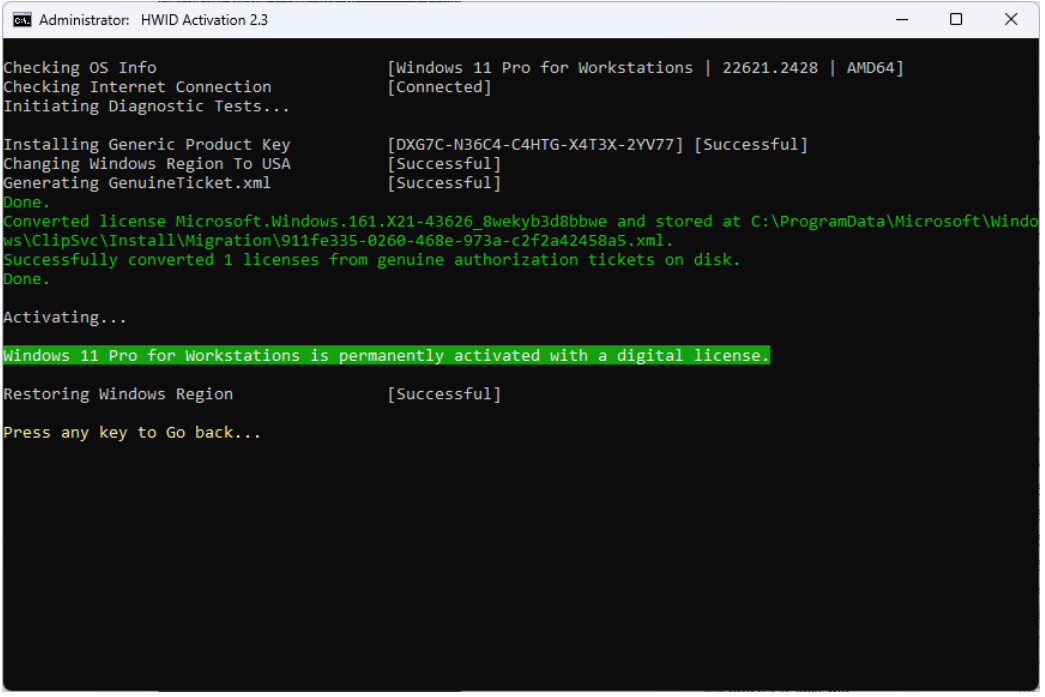 Administrator: HWID Activation 2.3
Checking OS Info [Windows 11 Pro for Workstations | 22621.2428 | AMD64]
Checking Internet Connection [Connected]
Initiating Diagnostic Tests...
Installing Generic Product Key [DXG7C-N36C4-C4HTG-X4T3X-2YV77] [Successful]
Changing Windows Region To USA [Successful]
Generating GenuineTicket.xml [Successful]
Done.
Converted license Microsoft.Windows.161.X21-43626_8wekyb3d8bbwe and stored at C:\ProgramData\Microsoft\Windo
ws\ClipSvc\Install\Migration\911fe335-0260-468e-973a-c2f2a42458a5.xml.
Successfully converted 1 licenses from genuine authorization tickets on disk.
Done.
Activating...
Windows 11 Pro for Workstations is permanently activated with a digital license.
Restoring Windows Region [Successful]
Press any key to Go back...